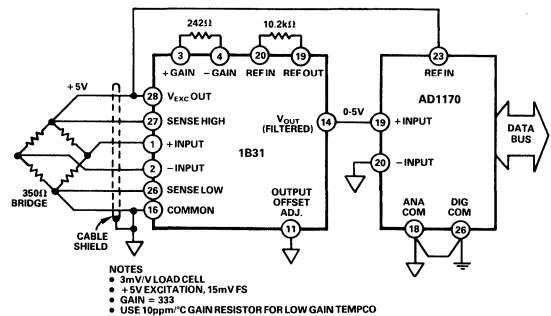 242Ω
10.2kΩ
3
4
20
19
+ GAIN
− GAIN
REF IN
REF OUT
23
REF IN
+5V
28
VEXC OUT
AD1170
27
SENSE HIGH
VOUT
(FILTERED)
14
0-5V
19
+ INPUT
DATA
BUS
1
+ INPUT
1B31
2
− INPUT
20
− INPUT
350Ω
BRIDGE
26
SENSE LOW
OUTPUT
OFFSET
ADJ.
ANA
COM
DIG
COM
16
COMMON
11
18
26
CABLE
SHIELD
NOTES
● 3mV/V LOAD CELL
● +5V EXCITATION, 15mV FS
● GAIN = 333
● USE 10ppm/°C GAIN RESISTOR FOR LOW GAIN TEMPCO